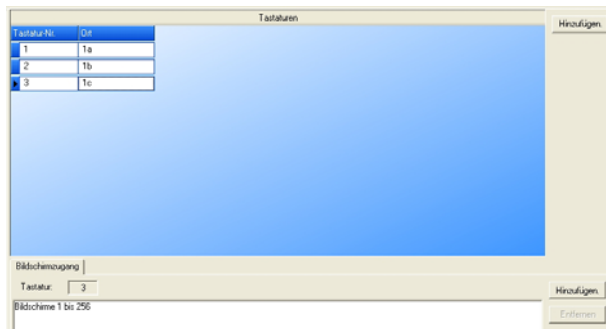 Tastaturen
Hinzufügen.
Tastatur-Nr. Ort
1 1a
2 1b
3 1c
Bildschirmzugang
Tastatur: 3
Hinzufügen.
Bildschirme 1 bis 256
Entfernen